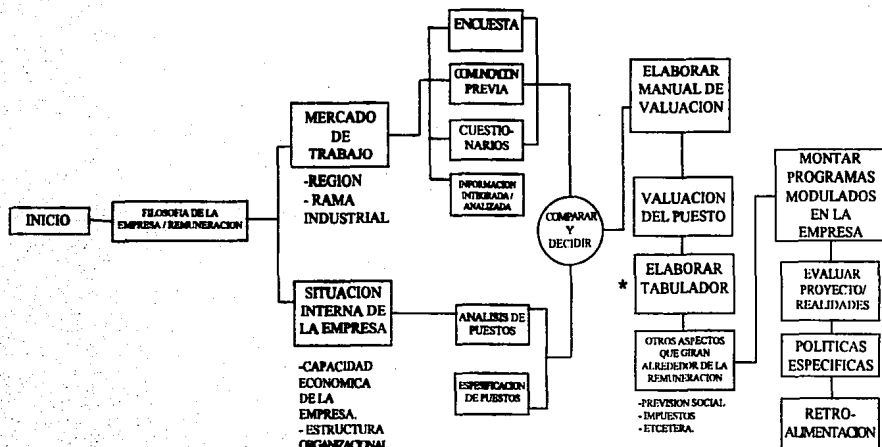 INICIO
FILOSOFIA DE LA
EMPRESA / REMUNERACION
MERCADO
DE
TRABAJO
-REGION
- RAMA
INDUSTRIAL
SITUACION
INTERNA DE
LA EMPRESA
-CAPACIDAD
ECONOMICA
DE LA
EMPRESA.
- ESTRUCTURA
ORGANIZACIONAL
ENCUESTA
COMUNICACION
PREVIA
CUESTIO-
NARIOS
INFORMACION
INTEGRADA /
ANALIZADA
ANALISIS DE
PUESTOS
ESPESIFICACION
DE PUESTOS
COMPARAR
Y
DECIDIR
ELABORAR
MANUAL DE
VALUACION
VALUACION
DEL PUESTO
*
ELABORAR
TABULADOR
OTROS ASPECTOS
QUE GIRAN
ALREDEDOR DE LA
REMUNERACION
-PREVISION SOCIAL
- IMPUESTOS
- ETCETERA.
MONTAR
PROGRAMAS
MODULADOS
EN LA
EMPRESA
EVALUAR
PROYECTO/
REALIDADES
POLITICAS
ESPECIFICAS
RETRO-
ALIMENTACION